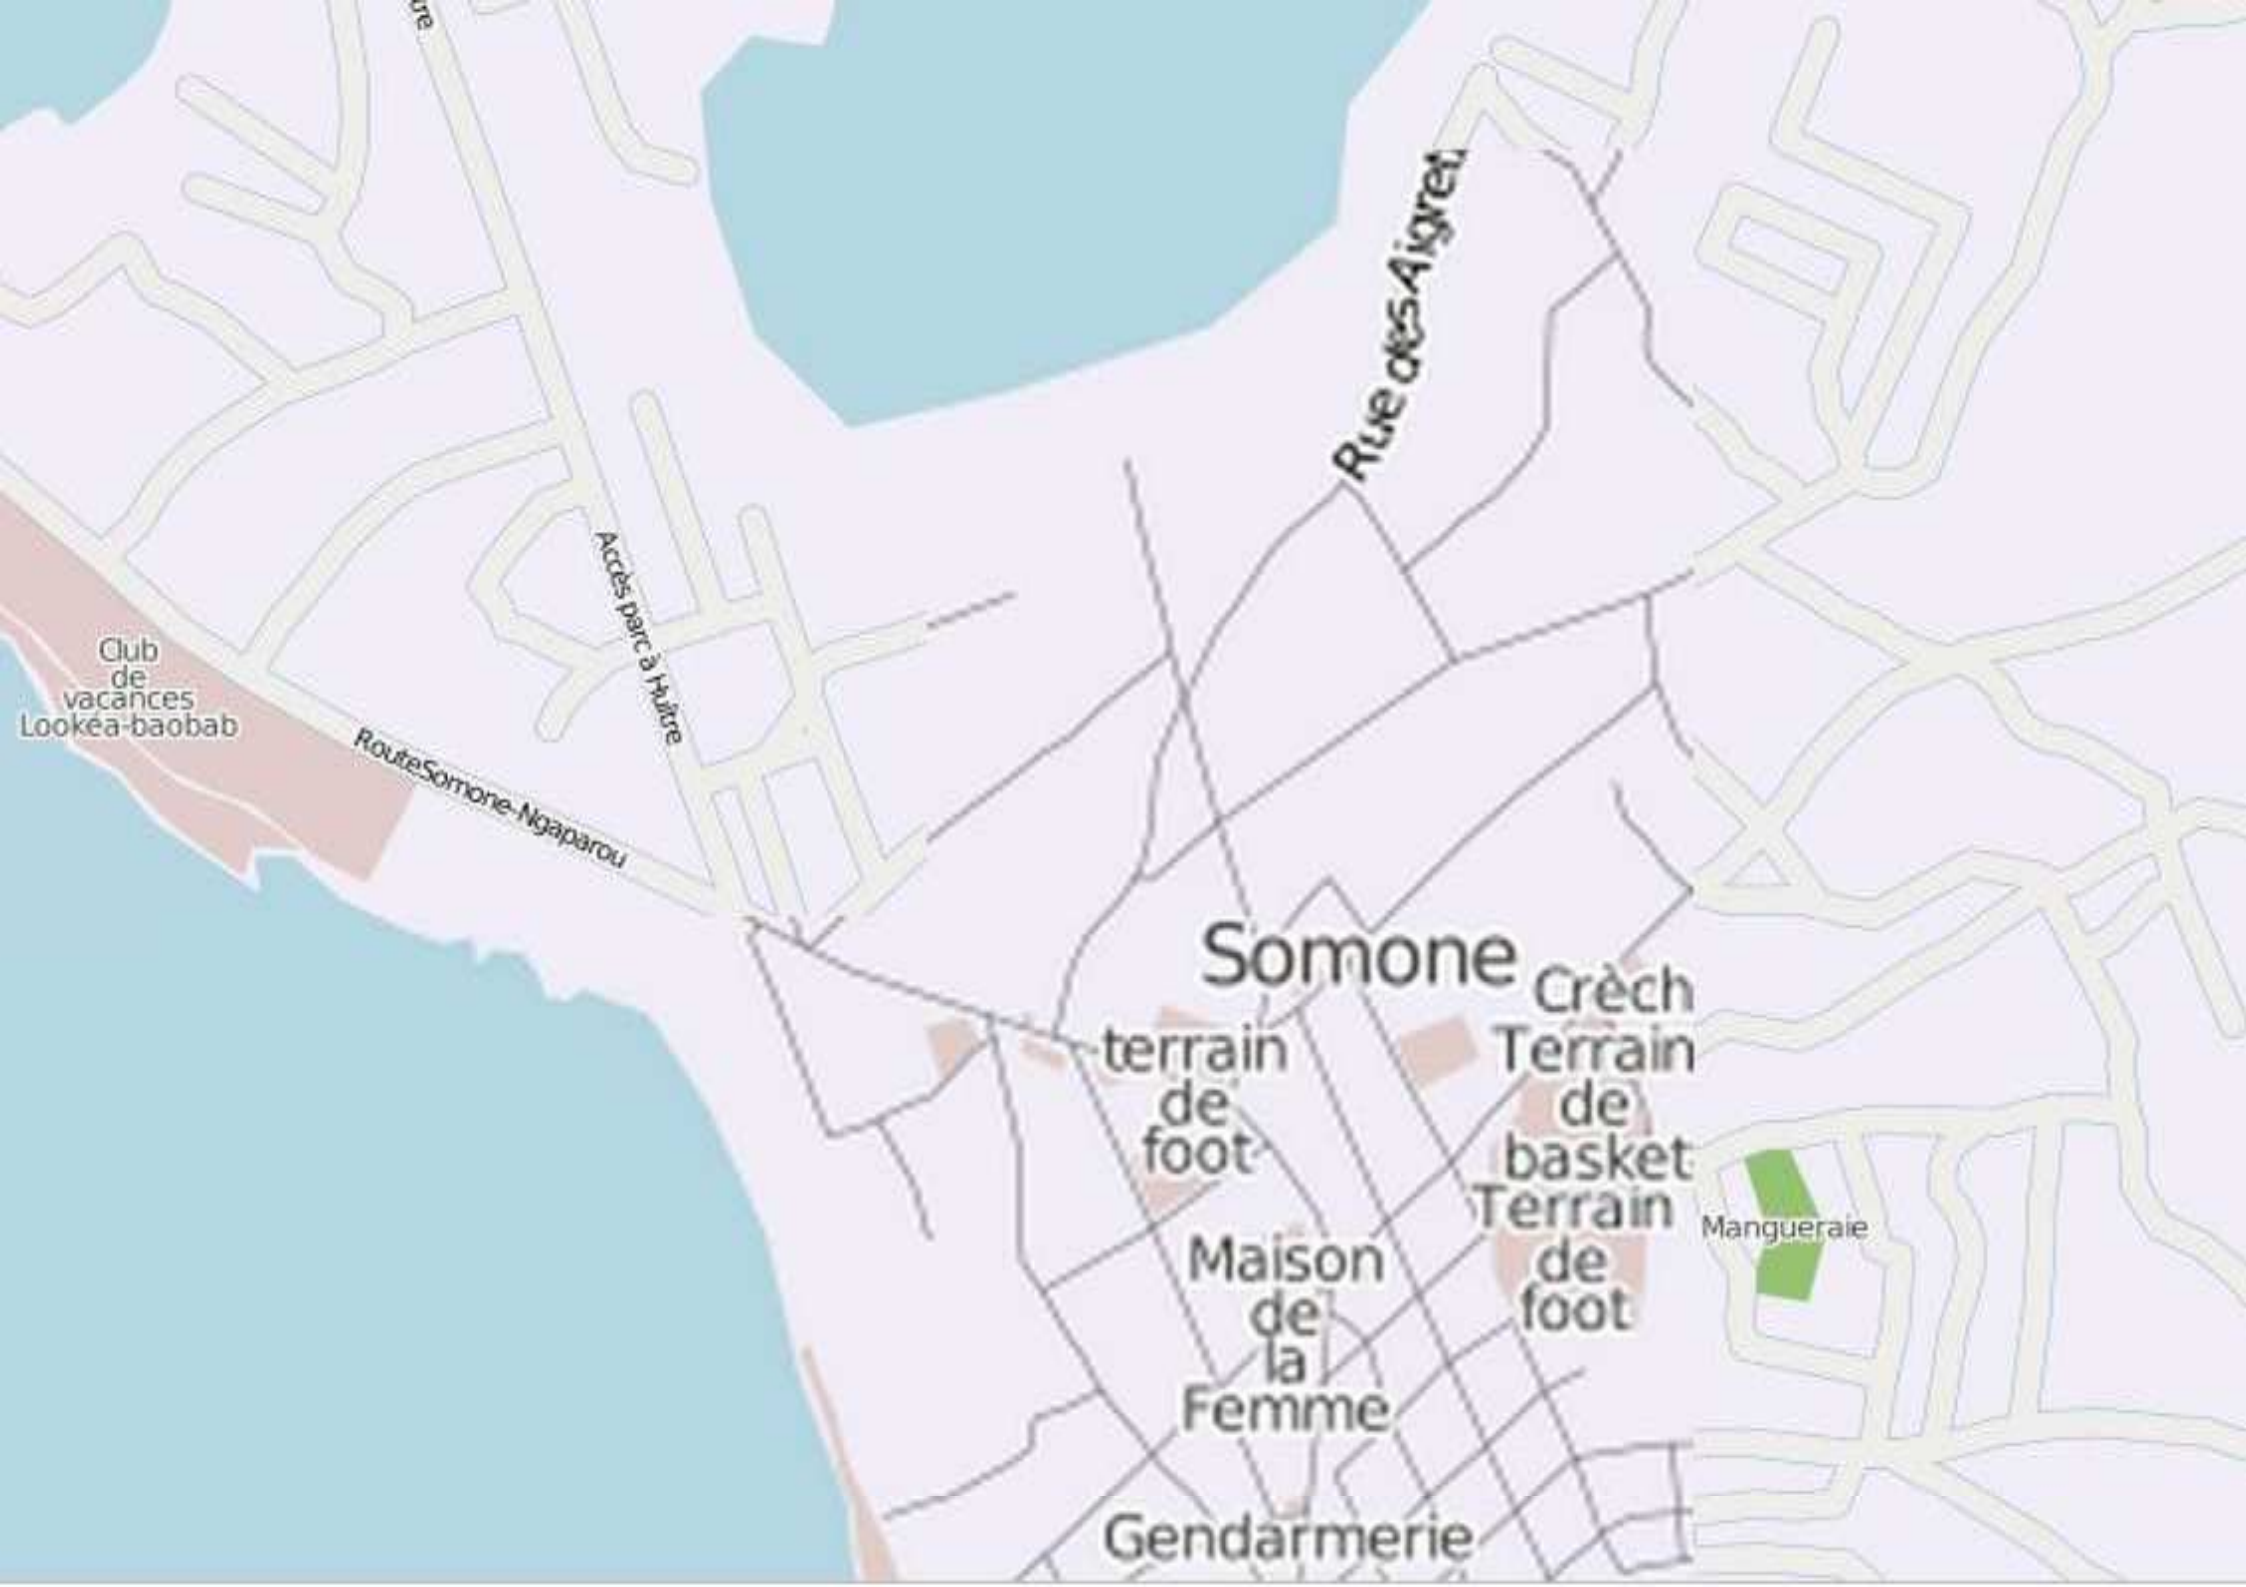 Rue des Aigret
Accès parc à Huître
Club
de
vacances
Lookéa-baobab
Route Somone-Ngaparou
Somone
Crèch
terrain
de
foot
Terrain
de
basket
Terrain
de
foot
Mangueraie
Maison
de
la
Femme
Gendarmerie